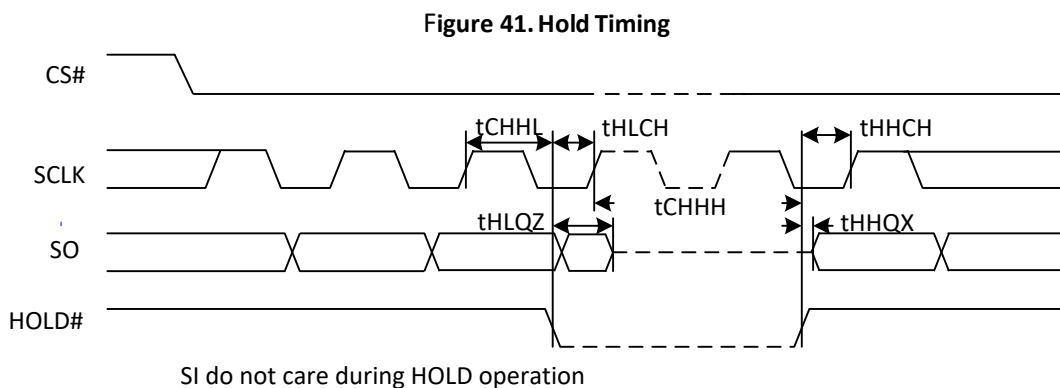 Figure 41. Hold Timing
CS#
tCHHL
tHLCH
tHHCH
SCLK
tCHHH
tHLQZ
tHHQX
SO
HOLD#
SI do not care during HOLD operation